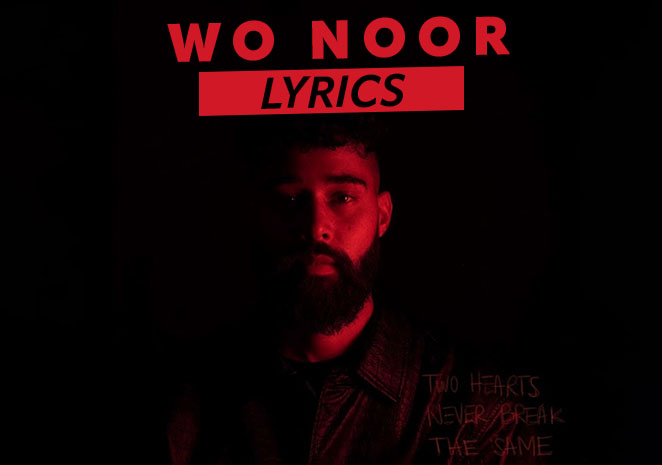 WO NOOR
LYRICS
TWO HEARTS
NEVER BREAK
THE SAME